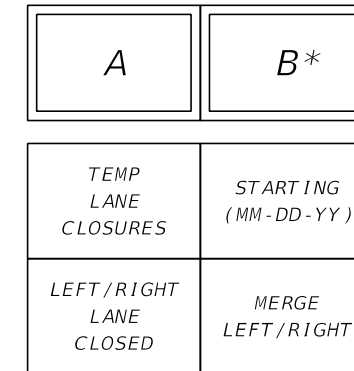 A
B*
TEMP
LANE
CLOSURES
STARTING
(MM-DD-YY)
LEFT/RIGHT
LANE
CLOSED
MERGE
LEFT/RIGHT